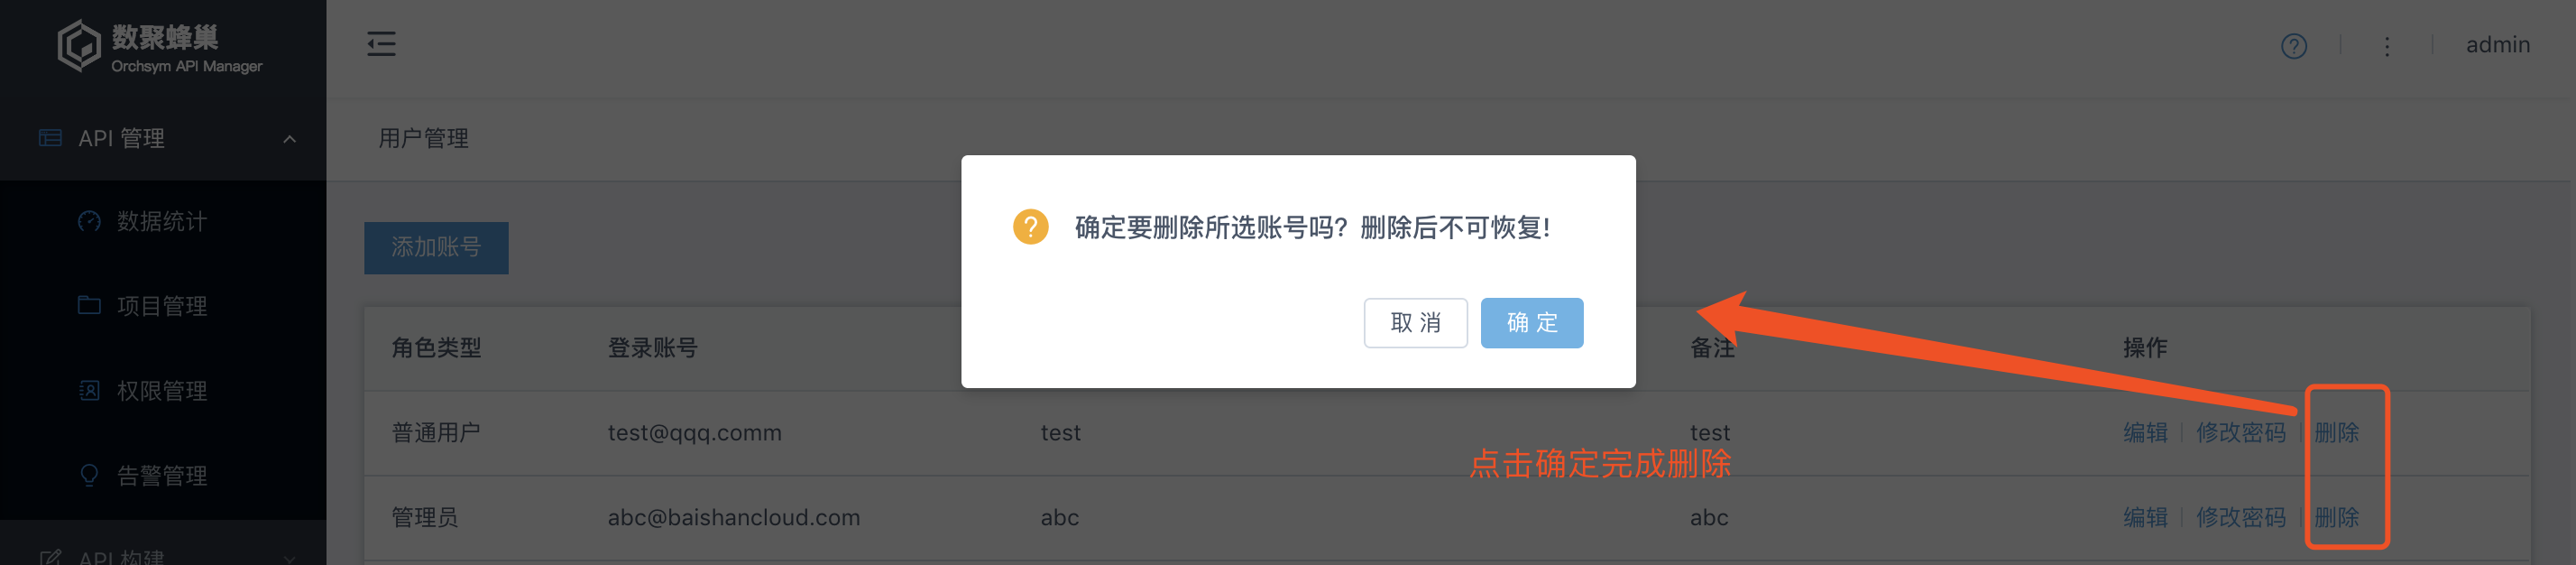 数聚蜂巢
Orchsym API Manager
admin
API 管理
用户管理
数据统计
项目管理
权限管理
告警管理
API 构建
添加账号
确定要删除所选账号吗？删除后不可恢复!
取 消
确 定
角色类型 登录账号 备注 操作
普通用户 test@qqq.comm test test 编辑 修改密码 删除
点击确定完成删除
管理员 abc@baishancloud.com abc abc 编辑 修改密码 删除